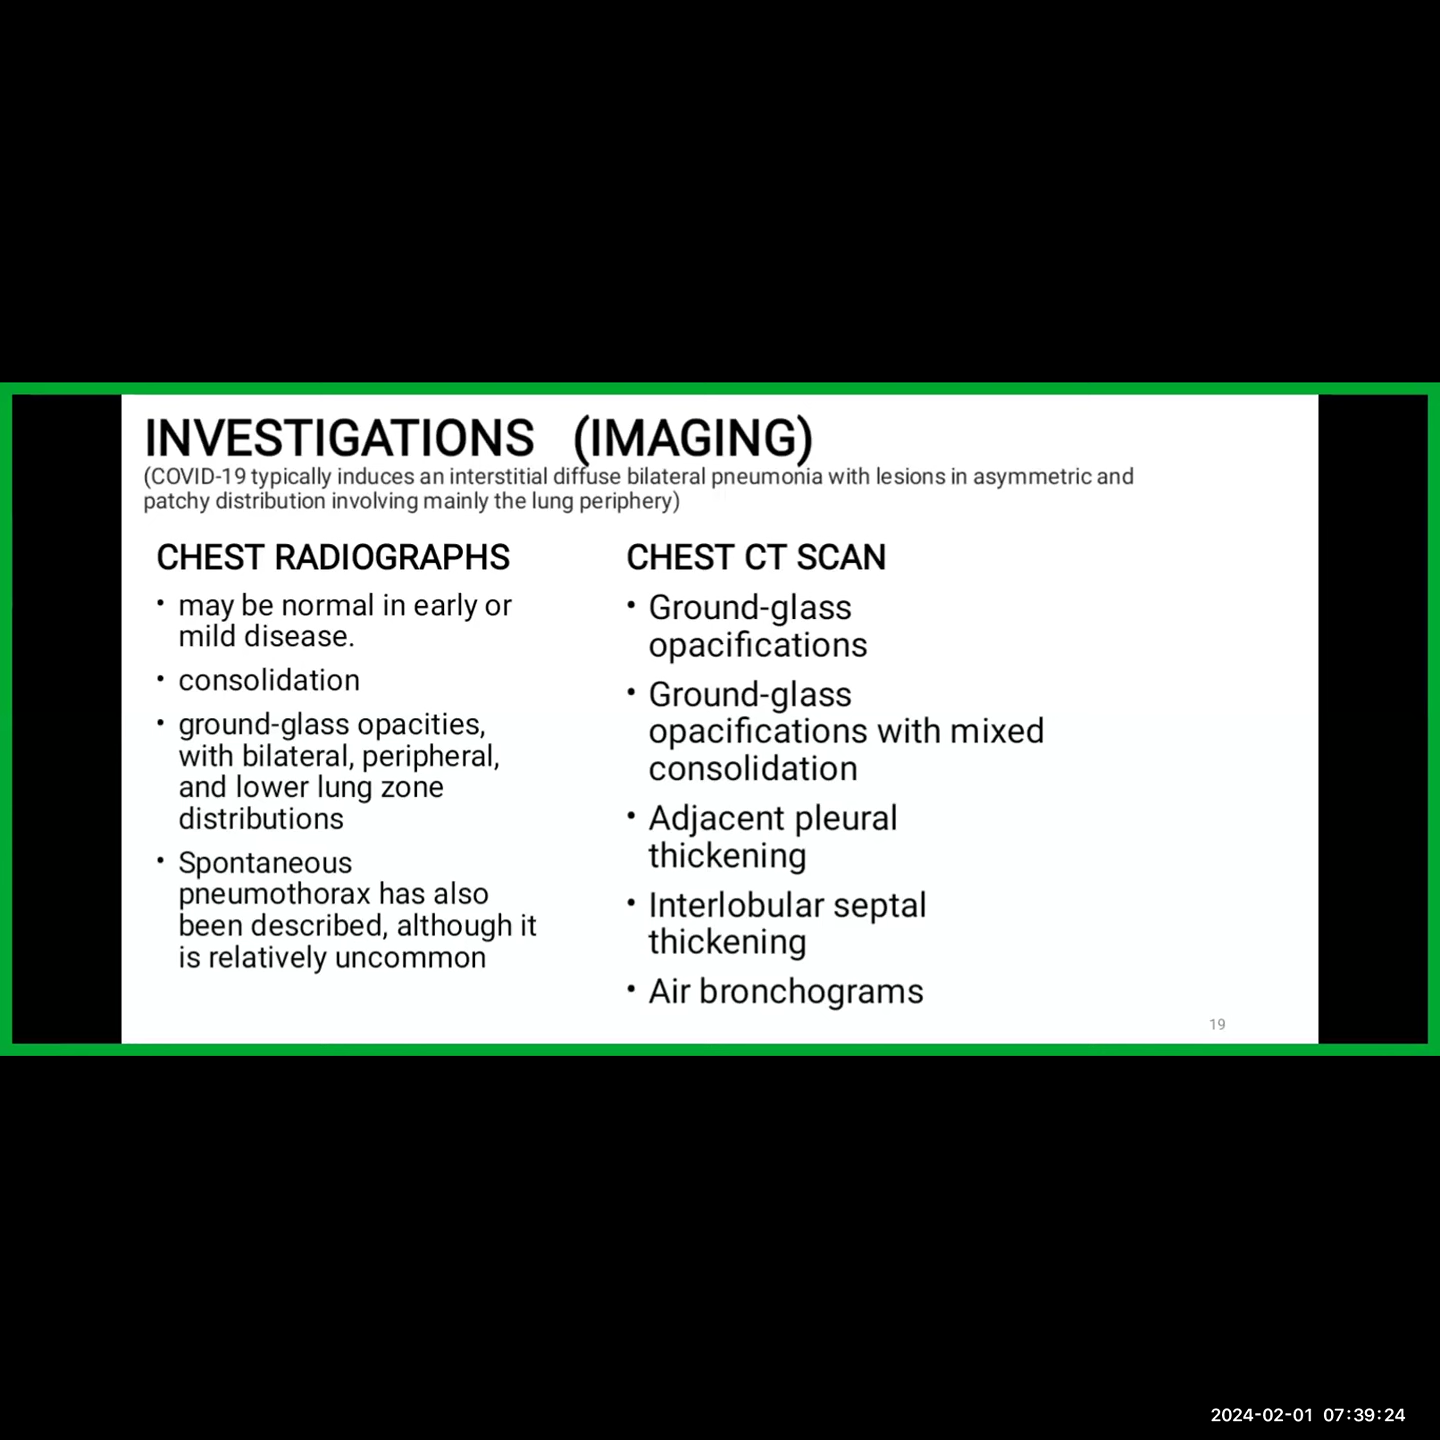 INVESTIGATIONS (IMAGING)
(COVID-19 typically induces an interstitial diffuse bilateral pneumonia with lesions in asymmetric and
patchy distribution involving mainly the lung periphery)
CHEST RADIOGRAPHS
• may be normal in early or
mild disease.
• consolidation
• ground-glass opacities,
with bilateral, peripheral,
and lower lung zone
distributions
• Spontaneous
pneumothorax has also
been described, although it
is relatively uncommon
CHEST CT SCAN
• Ground-glass
opacifications
• Ground-glass
opacifications with mixed
consolidation
• Adjacent pleural
thickening
• Interlobular septal
thickening
• Air bronchograms
19
2024-02-01 07:39:24